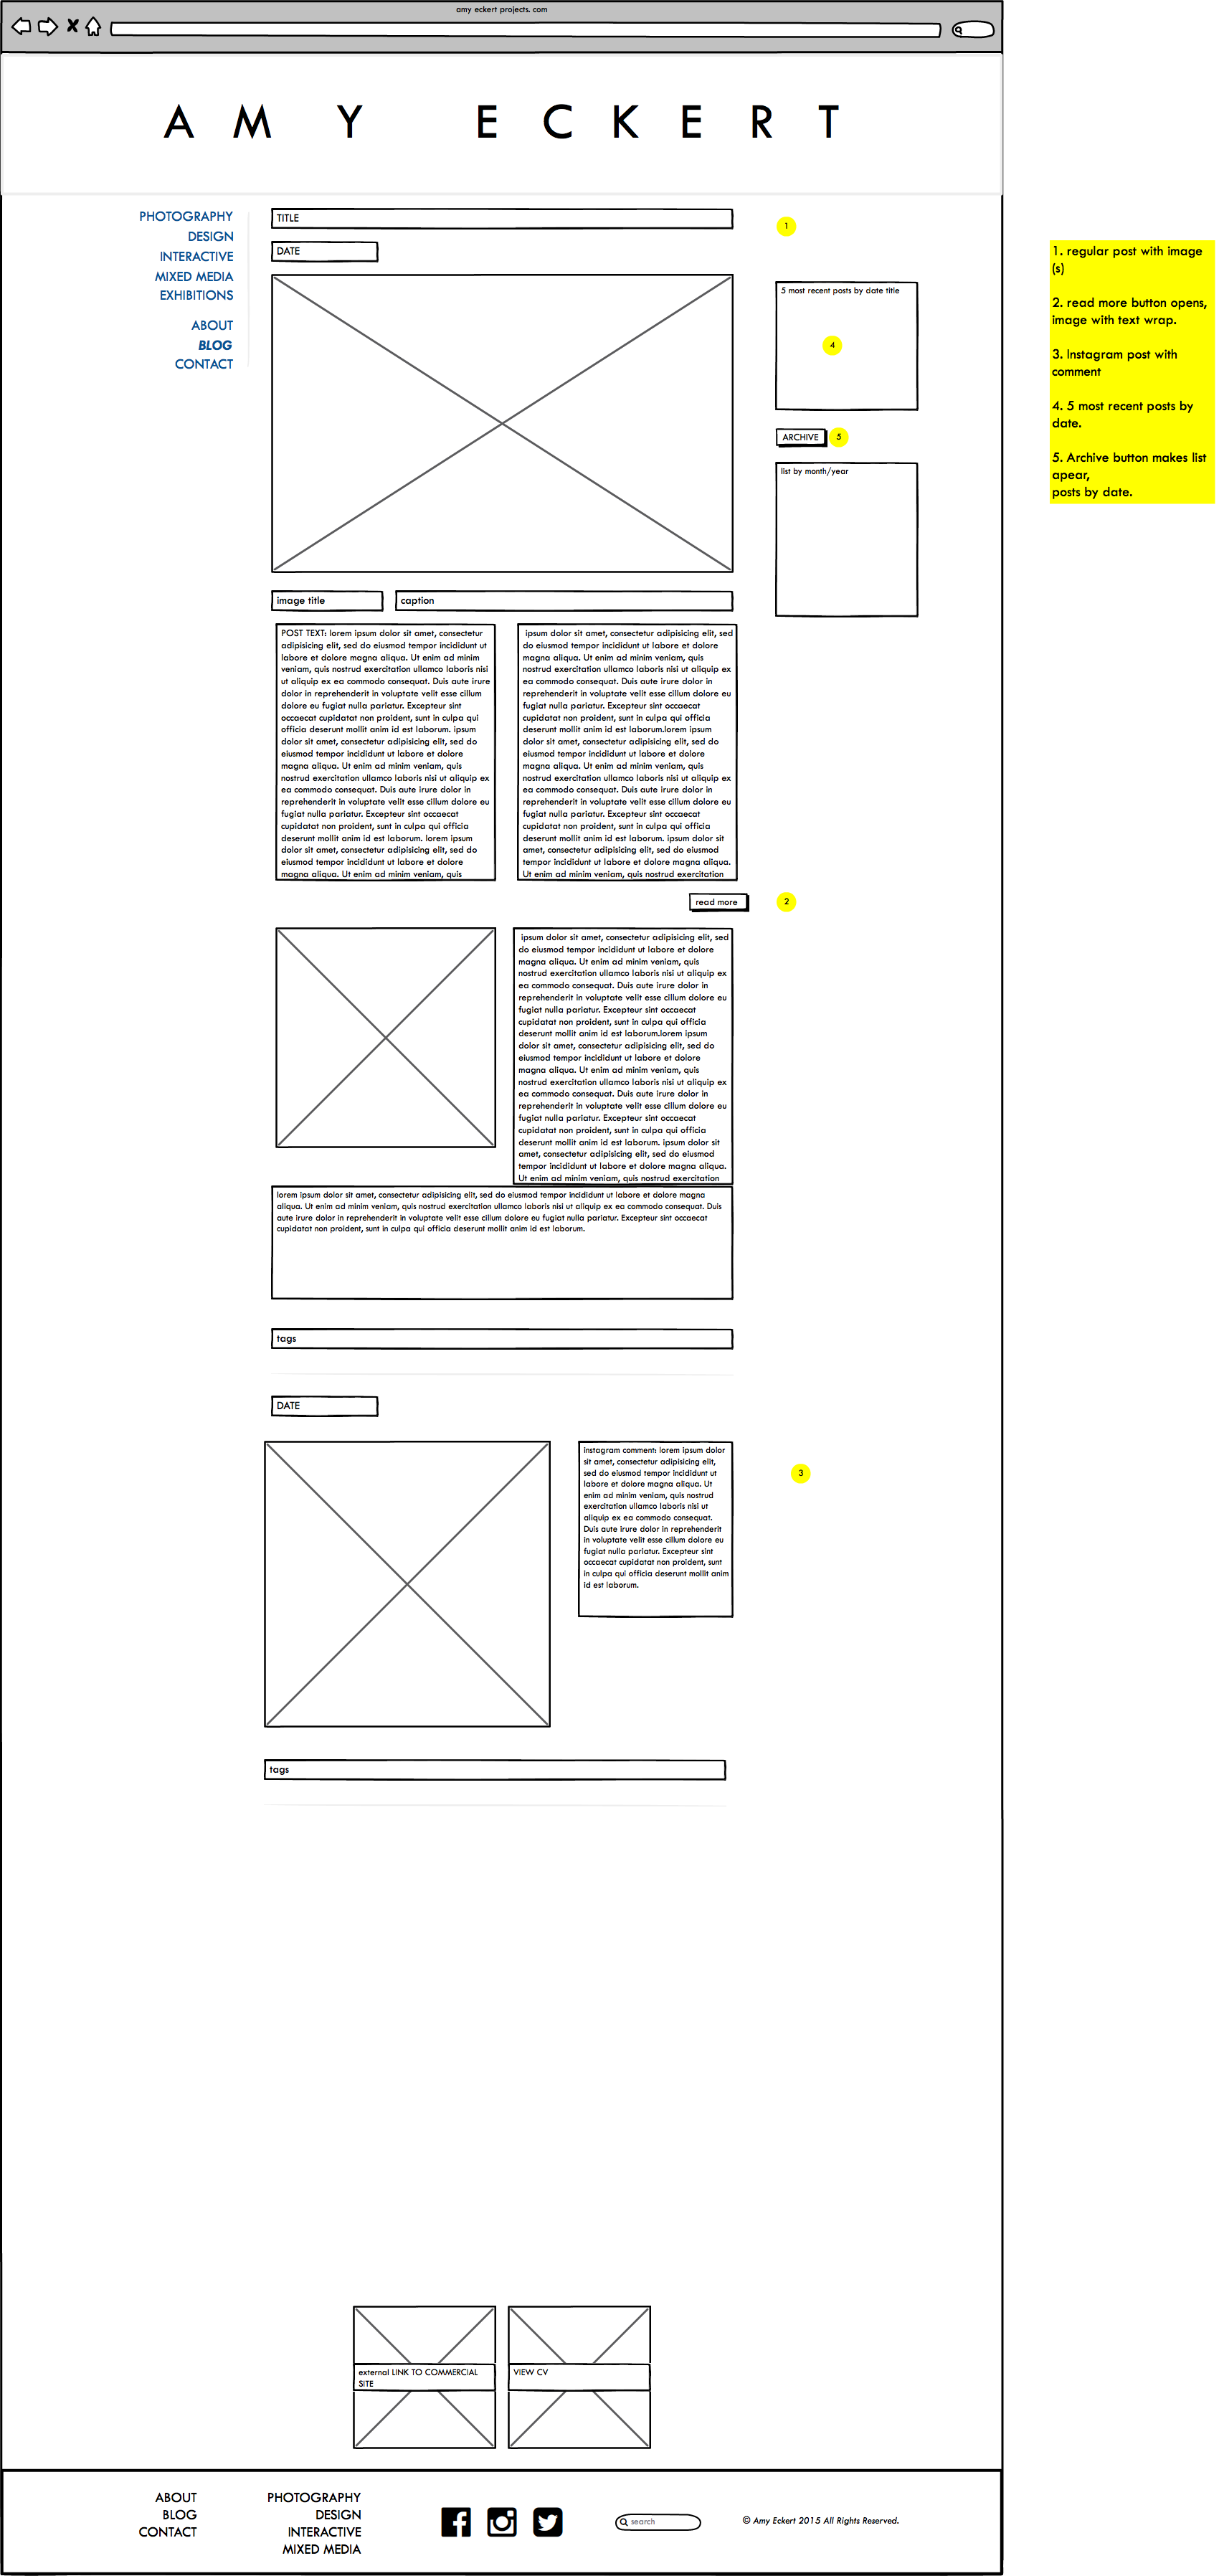 amy eckert projects. com
AMY ECKERT
PHOTOGRAPHY
DESIGN
INTERACTIVE
MIXED MEDIA
EXHIBITIONS
ABOUT
BLOG
CONTACT
TITLE
DATE
1
5 most recent posts by date title
4
ARCHIVE
5
list by month/year
1. regular post with image
(s)
2. read more button opens,
image with text wrap.
3. Instagram post with
comment
4. 5 most recent posts by
date.
5. Archive button makes list
apear,
posts by date.
image title
caption
POST TEXT: lorem ipsum dolor sit amet, consectetur
adipisicing elit, sed do eiusmod tempor incididunt ut
labore et dolore magna aliqua. Ut enim ad minim
veniam, quis nostrud exercitation ullamco laboris nisi
ut aliquip ex ea commodo consequat. Duis aute irure
dolor in reprehenderit in voluptate velit esse cillum
dolore eu fugiat nulla pariatur. Excepteur sint
occaecat cupidatat non proident, sunt in culpa qui
officia deserunt mollit anim id est laborum. ipsum
dolor sit amet, consectetur adipisicing elit, sed do
eiusmod tempor incididunt ut labore et dolore
magna aliqua. Ut enim ad minim veniam, quis
nostrud exercitation ullamco laboris nisi ut aliquip ex
ea commodo consequat. Duis aute irure dolor in
reprehenderit in voluptate velit esse cillum dolore eu
fugiat nulla pariatur. Excepteur sint occaecat
cupidatat non proident, sunt in culpa qui officia
deserunt mollit anim id est laborum. lorem ipsum
dolor sit amet, consectetur adipisicing elit, sed do
eiusmod tempor incididunt ut labore et dolore
magna aliqua. Ut enim ad minim veniam, quis
ipsum dolor sit amet, consectetur adipisicing elit, sed
do eiusmod tempor incididunt ut labore et dolore
magna aliqua. Ut enim ad minim veniam, quis
nostrud exercitation ullamco laboris nisi ut aliquip ex
ea commodo consequat. Duis aute irure dolor in
reprehenderit in voluptate velit esse cillum dolore eu
fugiat nulla pariatur. Excepteur sint occaecat
cupidatat non proident, sunt in culpa qui officia
deserunt mollit anim id est laborum.lorem ipsum
dolor sit amet, consectetur adipisicing elit, sed do
eiusmod tempor incididunt ut labore et dolore
magna aliqua. Ut enim ad minim veniam, quis
nostrud exercitation ullamco laboris nisi ut aliquip ex
ea commodo consequat. Duis aute irure dolor in
reprehenderit in voluptate velit esse cillum dolore eu
fugiat nulla pariatur. Excepteur sint occaecat
cupidatat non proident, sunt in culpa qui officia
deserunt mollit anim id est laborum. ipsum dolor sit
amet, consectetur adipisicing elit, sed do eiusmod
tempor incididunt ut labore et dolore magna aliqua.
Ut enim ad minim veniam, quis nostrud exercitation
read more
2
ipsum dolor sit amet, consectetur adipisicing elit, sed
do eiusmod tempor incididunt ut labore et dolore
magna aliqua. Ut enim ad minim veniam, quis
nostrud exercitation ullamco laboris nisi ut aliquip ex
ea commodo consequat. Duis aute irure dolor in
reprehenderit in voluptate velit esse cillum dolore eu
fugiat nulla pariatur. Excepteur sint occaecat
cupidatat non proident, sunt in culpa qui officia
deserunt mollit anim id est laborum.lorem ipsum
dolor sit amet, consectetur adipisicing elit, sed do
eiusmod tempor incididunt ut labore et dolore
magna aliqua. Ut enim ad minim veniam, quis
nostrud exercitation ullamco laboris nisi ut aliquip ex
ea commodo consequat. Duis aute irure dolor in
reprehenderit in voluptate velit esse cillum dolore eu
fugiat nulla pariatur. Excepteur sint occaecat
cupidatat non proident, sunt in culpa qui officia
deserunt mollit anim id est laborum. ipsum dolor sit
amet, consectetur adipisicing elit, sed do eiusmod
tempor incididunt ut labore et dolore magna aliqua.
Ut enim ad minim veniam, quis nostrud exercitation
lorem ipsum dolor sit amet, consectetur adipisicing elit, sed do eiusmod tempor incididunt ut labore et dolore magna
aliqua. Ut enim ad minim veniam, quis nostrud exercitation ullamco laboris nisi ut aliquip ex ea commodo consequat. Duis
aute irure dolor in reprehenderit in voluptate velit esse cillum dolore eu fugiat nulla pariatur. Excepteur sint occaecat
cupidatat non proident, sunt in culpa qui officia deserunt mollit anim id est laborum.
tags
DATE
instagram comment: lorem ipsum dolor
sit amet, consectetur adipisicing elit,
sed do eiusmod tempor incididunt ut
labore et dolore magna aliqua. Ut
enim ad minim veniam, quis nostrud
exercitation ullamco laboris nisi ut
aliquip ex ea commodo consequat.
Duis aute irure dolor in reprehenderit
in voluptate velit esse cillum dolore eu
fugiat nulla pariatur. Excepteur sint
occaecat cupidatat non proident, sunt
in culpa qui officia deserunt mollit anim
id est laborum.
3
tags
external LINK TO COMMERCIAL
SITE
VIEW CV
ABOUT
BLOG
CONTACT
PHOTOGRAPHY
DESIGN
INTERACTIVE
MIXED MEDIA
search
© Amy Eckert 2015 All Rights Reserved.